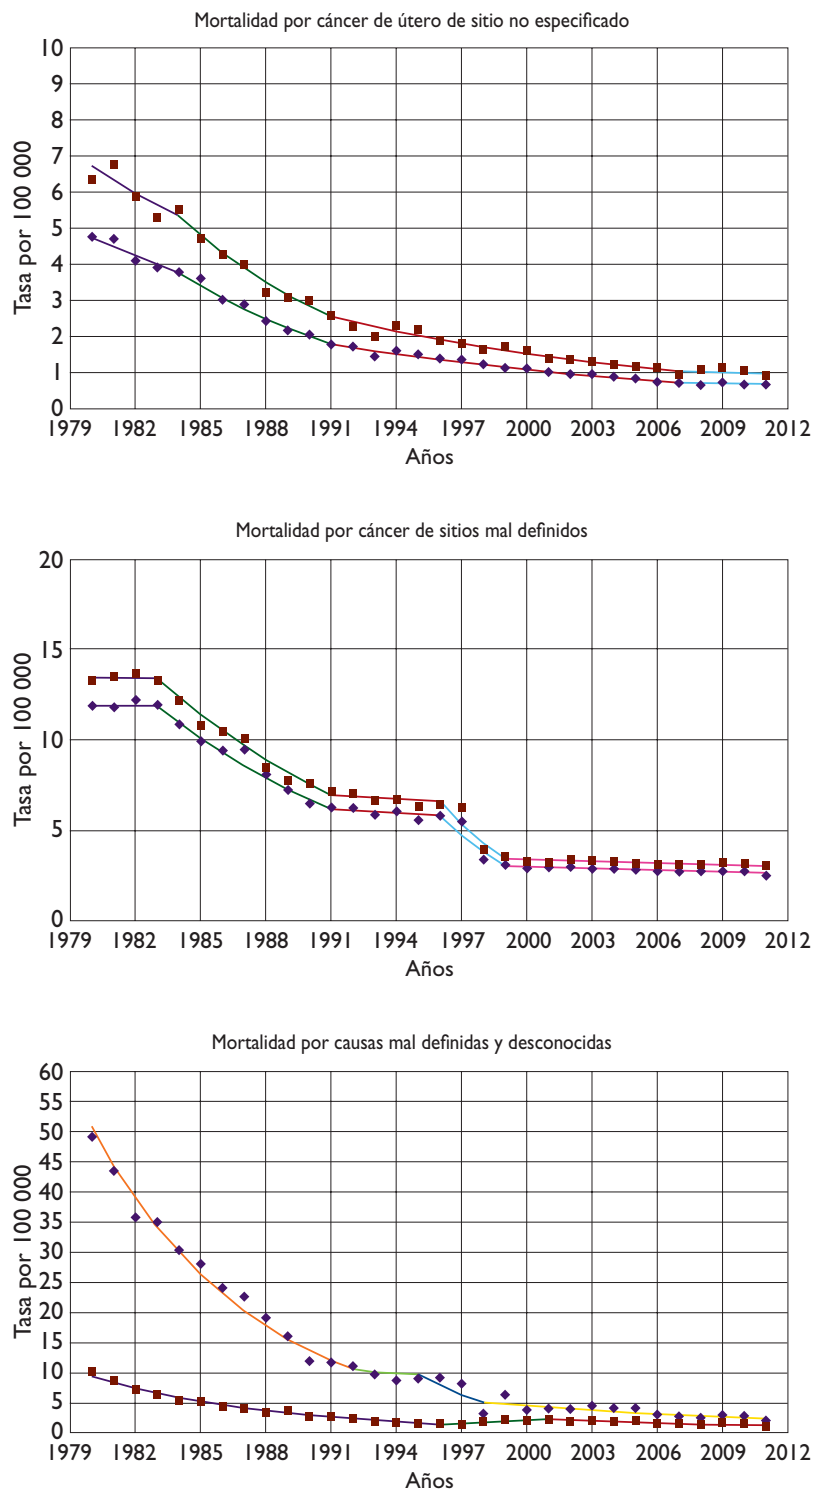 Mortalidad por cáncer de útero de sitio no especificado
Tasa por 100 000
10
9
8
7
6
5
4
3
2
1
0
1979 1982 1985 1988 1991 1994 1997 2000 2003 2006 2009 2012
Años
Mortalidad por cáncer de sitios mal definidos
Tasa por 100 000
20
15
10
5
0
1979 1982 1985 1988 1991 1994 1997 2000 2003 2006 2009 2012
Años
Mortalidad por causas mal definidas y desconocidas
Tasa por 100 000
60
55
50
45
40
35
30
25
20
15
10
5
0
1979 1982 1985 1988 1991 1994 1997 2000 2003 2006 2009 2012
Años